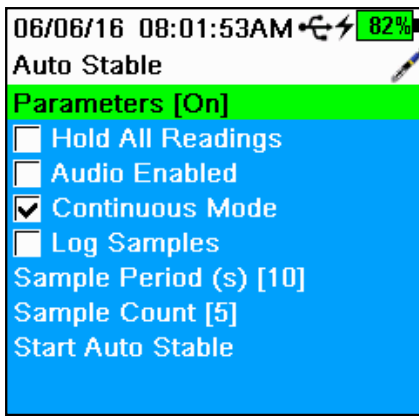 06/06/16 08:01:53AM 82%
Auto Stable
Parameters [On]
Hold All Readings
Audio Enabled
Continuous Mode
Log Samples
Sample Period (s) [10]
Sample Count [5]
Start Auto Stable